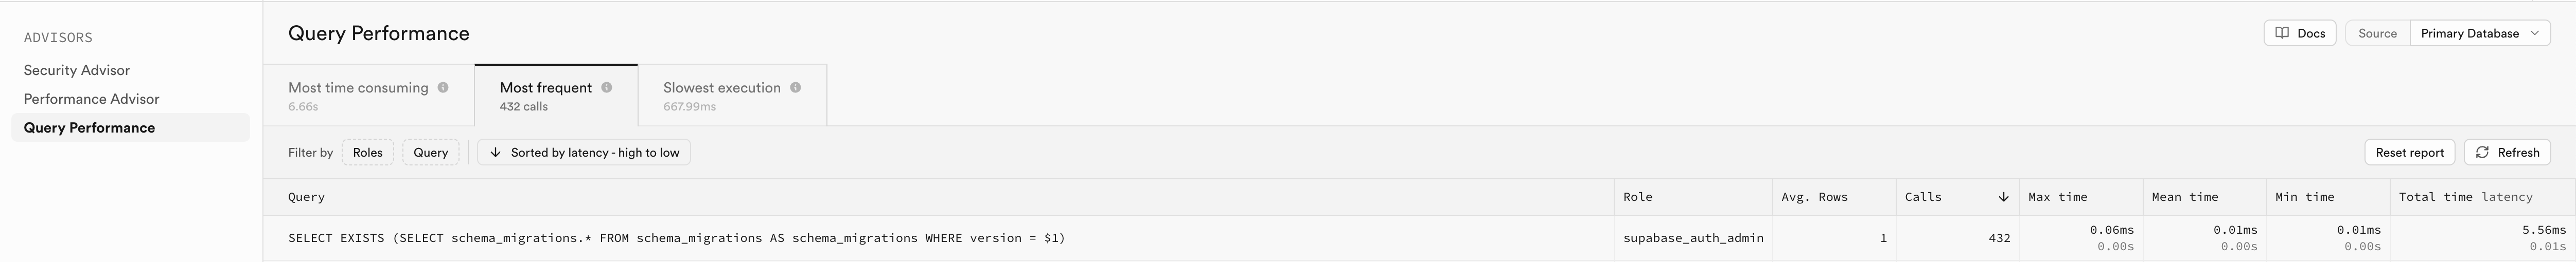 ADVISORS
Security Advisor
Performance Advisor
Query Performance
Query Performance
Docs
Source Primary Database
Most time consuming
6.66s
Most frequent
432 calls
Slowest execution
667.99ms
Filter by Roles Query Sorted by latency - high to low
Reset report Refresh
Query Role Avg. Rows Calls Max time Mean time Min time Total time latency
SELECT EXISTS (SELECT schema_migrations.* FROM schema_migrations AS schema_migrations WHERE version = $1) supabase_auth_admin 1 432 0.06ms 0.01ms 0.01ms 5.56ms
0.00s 0.00s 0.00s 0.01s